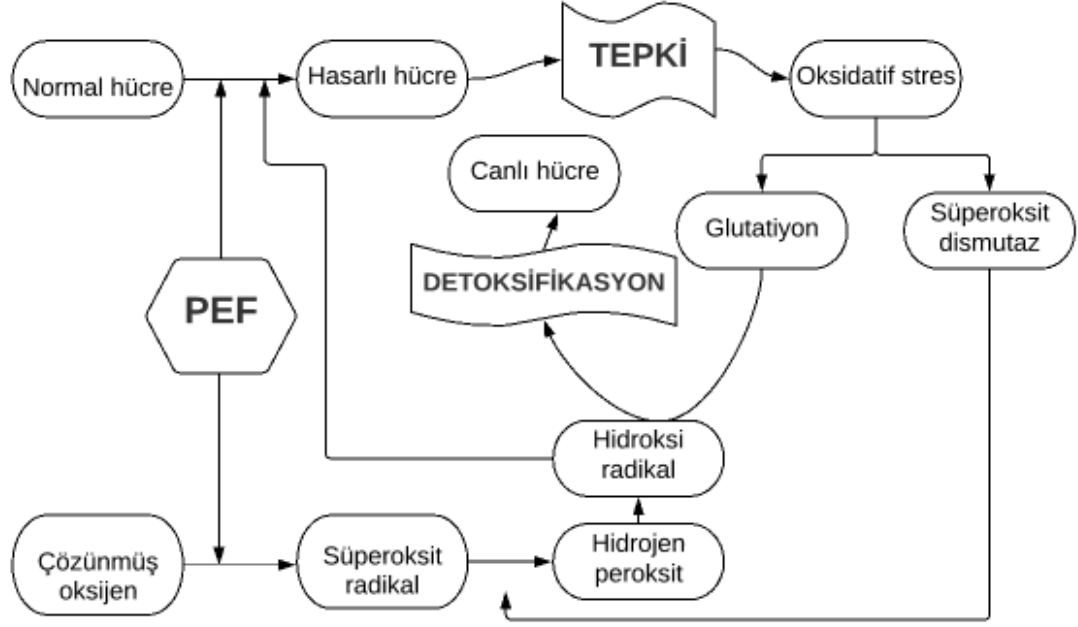 Normal hücre
Hasarlı hücre
TEPKİ
Oksidatif stres
Canlı hücre
Glutatiyon
Süperoksit
dismutaz
DETOKSİFİKASYON
PEF
Hidroksi
radikal
Çözünmüş
oksijen
Süperoksit
radikal
Hidrojen
peroksit